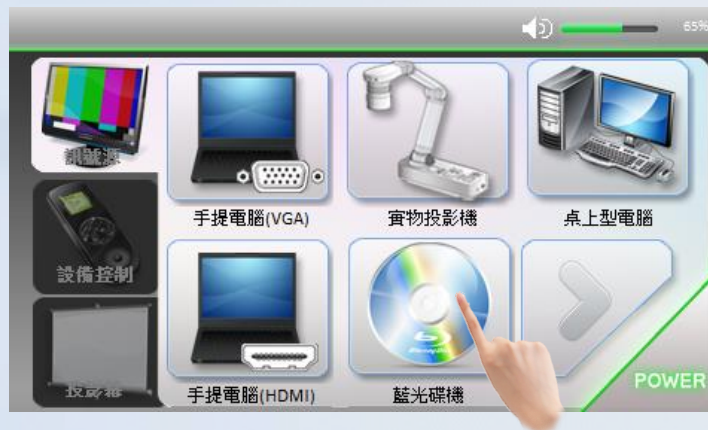 65%
訊號源
手提電腦(VGA)
實物投影機
桌上型電腦
設備控制
手提電腦(HDMI)
藍光碟機
POWER